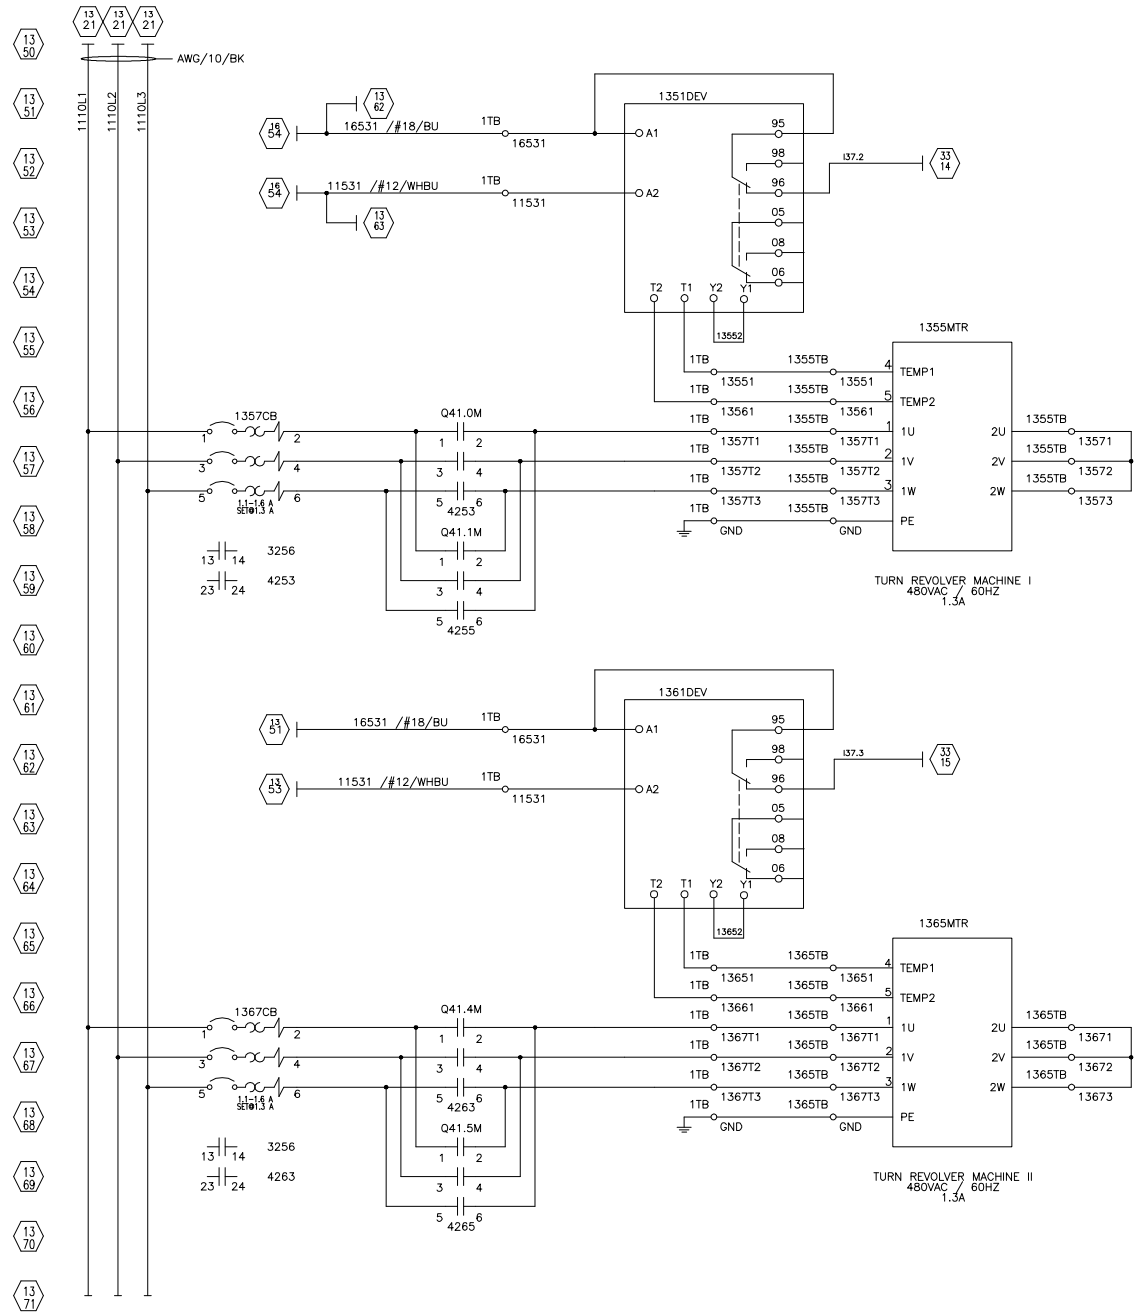 13 21
13 21
13 21
13 50
AWG/10/BK
13 51
1110L1
1110L2
1110L3
13 62
16 54
16531 /#18/BU
1TB
16531
1351DEV
A1
95
98
13 52
96
I37.2
33 14
16 54
11531 /#12/WHBU
1TB
11531
A2
13 63
13 53
05
08
06
13 54
T2
T1
Y2
Y1
13552
13 55
1355MTR
1TB
13551
1355TB
13551
4
TEMP1
13 56
1TB
13561
1355TB
13561
5
TEMP2
1357CB
1
2
Q41.0M
1
2
1TB
1357T1
1355TB
1357T1
1
1U
2U
1355TB
13571
13 57
3
4
3
4
1TB
1357T2
1355TB
1357T2
2
1V
2V
1355TB
13572
5
6
1.1-1.6 A
SET@1.3 A
5
6
4253
1TB
1357T3
1355TB
1357T3
3
1W
2W
1355TB
13573
13 58
1TB
GND
1355TB
GND
PE
13
14
3256
Q41.1M
1
2
13 59
23
24
4253
3
4
TURN REVOLVER MACHINE I
480VAC / 60HZ
1.3A
5
6
4255
13 60
13 61
1361DEV
13 51
16531 /#18/BU
1TB
16531
A1
95
98
13 62
96
I37.3
33 15
13 53
11531 /#12/WHBU
1TB
11531
A2
05
13 63
08
06
13 64
T2
T1
Y2
Y1
13652
13 65
1365MTR
1TB
13651
1365TB
13651
4
TEMP1
13 66
1TB
13661
1365TB
13661
5
TEMP2
1367CB
1
2
Q41.4M
1
2
1TB
1367T1
1365TB
1367T1
1
1U
2U
1365TB
13671
13 67
3
4
3
4
1TB
1367T2
1365TB
1367T2
2
1V
2V
1365TB
13672
5
6
1.1-1.6 A
SET@1.3 A
5
6
4263
1TB
1367T3
1365TB
1367T3
3
1W
2W
1365TB
13673
13 68
1TB
GND
1365TB
GND
PE
13
14
3256
Q41.5M
1
2
13 69
23
24
4263
3
4
TURN REVOLVER MACHINE II
480VAC / 60HZ
1.3A
5
6
4265
13 70
13 71